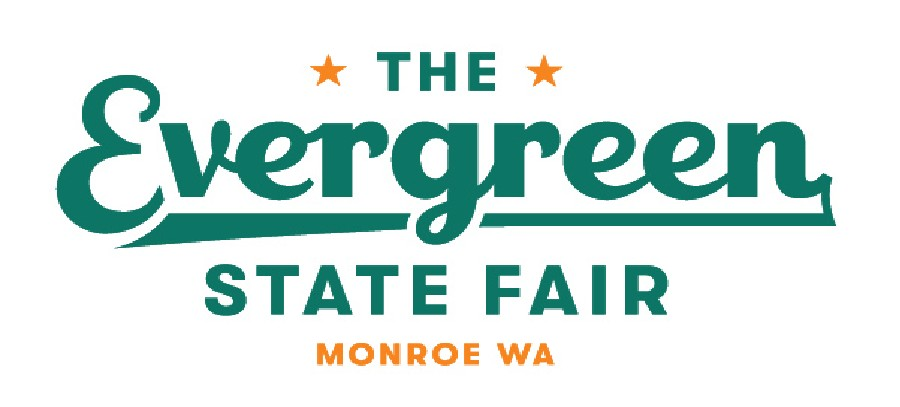 THE
Evergreen
STATE FAIR
MONROE WA